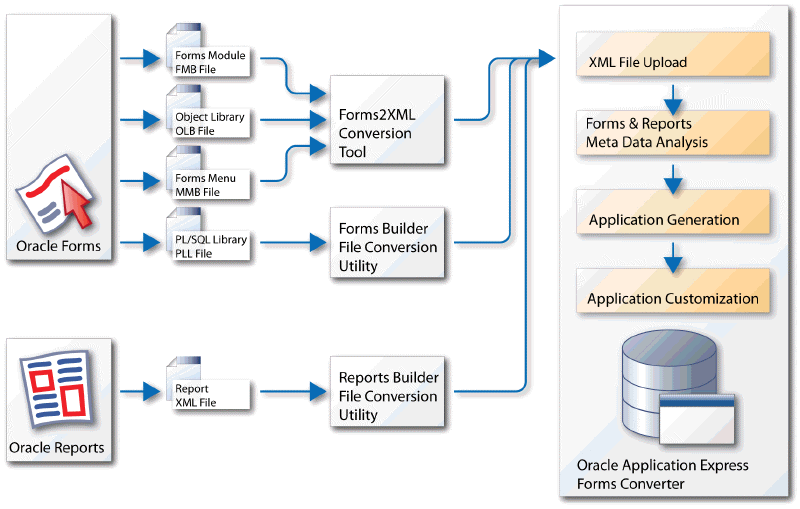 Oracle Forms
Forms Module
FMB File
Object Library
OLB File
Forms Menu
MMB File
PL/SQL Library
PLL File
Forms2XML
Conversion
Tool
Forms Builder
File Conversion
Utility
Oracle Reports
Report
XML File
Reports Builder
File Conversion
Utility
XML File Upload
Forms & Reports
Meta Data Analysis
Application Generation
Application Customization
Oracle Application Express
Forms Converter